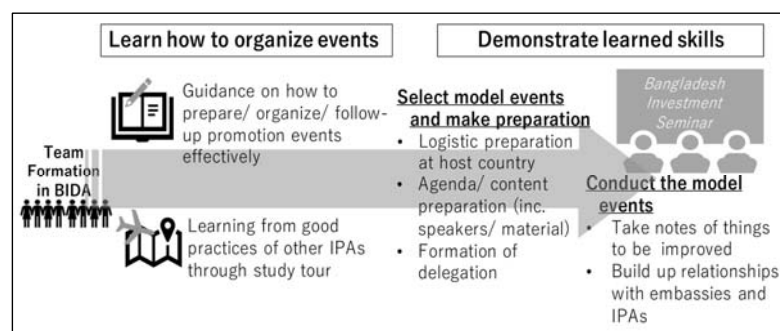 Learn how to organize events
Demonstrate learned skills
Team
Formation
in BIDA
Guidance on how to
prepare/ organize/ follow-
up promotion events
effectively
Learning from good
practices of other IPAs
through study tour
Select model events
and make preparation
• Logistic preparation
at host country
• Agenda/ content
preparation (inc.
speakers/ material)
• Formation of
delegation
Bangladesh
Investment
Seminar
Conduct the model
events
• Take notes of things
to be improved
• Build up relationships
with embassies and
IPAs